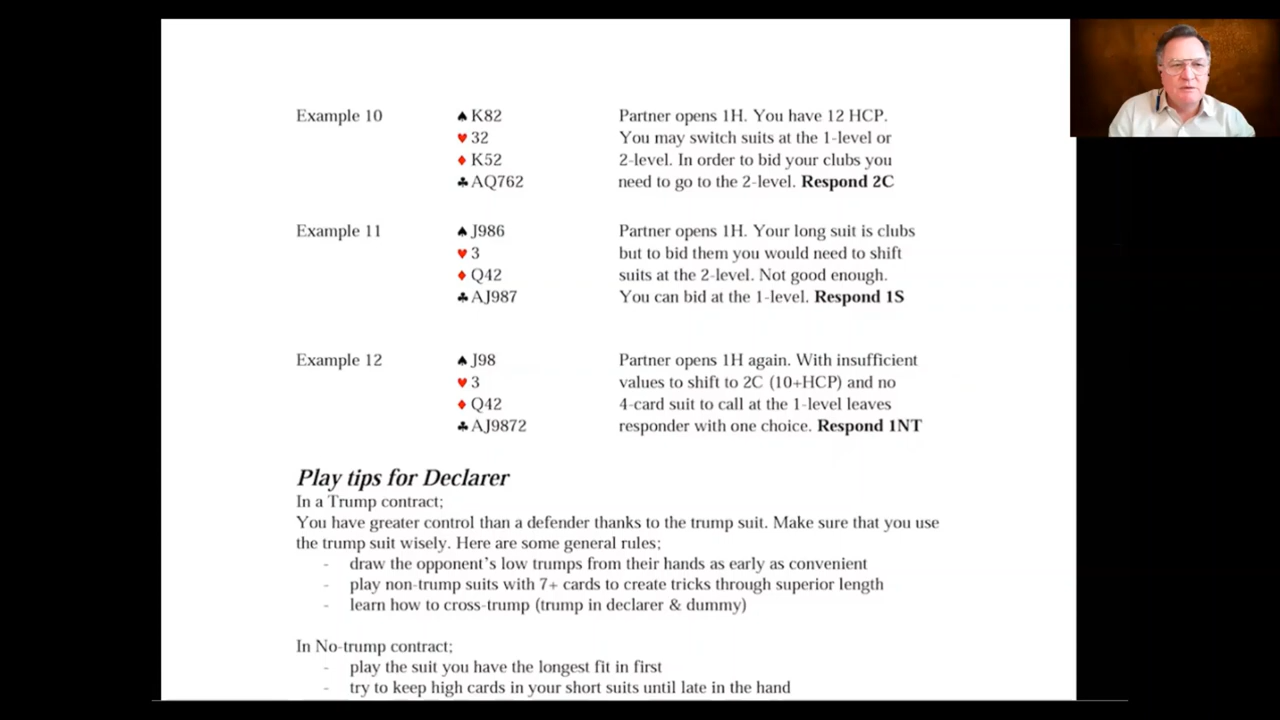 Example 10 ♠ K82 Partner opens 1H. You have 12 HCP.
♥ 32 You may switch suits at the 1-level or
♦ K52 2-level. In order to bid your clubs you
♣ AQ762 need to go to the 2-level. Respond 2C
Example 11 ♠ J986 Partner opens 1H. Your long suit is clubs
♥ 3 but to bid them you would need to shift
♦ Q42 suits at the 2-level. Not good enough.
♣ AJ987 You can bid at the 1-level. Respond 1S
Example 12 ♠ J98 Partner opens 1H again. With insufficient
♥ 3 values to shift to 2C (10+HCP) and no
♦ Q42 4-card suit to call at the 1-level leaves
♣ AJ9872 responder with one choice. Respond 1NT
Play tips for Declarer
In a Trump contract;
You have greater control than a defender thanks to the trump suit. Make sure that you use
the trump suit wisely. Here are some general rules;
- draw the opponent's low trumps from their hands as early as convenient
- play non-trump suits with 7+ cards to create tricks through superior length
- learn how to cross-trump (trump in declarer & dummy)
In No-trump contract;
- play the suit you have the longest fit in first
- try to keep high cards in your short suits until late in the hand